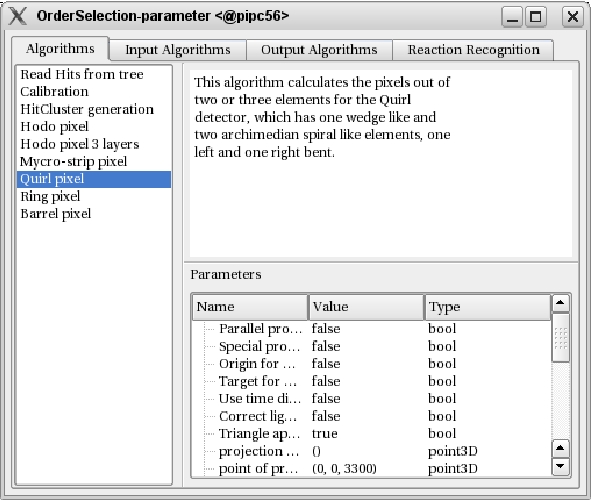 OrderSelection-parameter <@pipc56>
Algorithms Input Algorithms Output Algorithms Reaction Recognition
Read Hits from tree
Calibration
HitCluster generation
Hodo pixel
Hodo pixel 3 layers
Mycro-strip pixel
Quirl pixel
Ring pixel
Barrel pixel
This algorithm calculates the pixels out of
two or three elements for the Quirl
detector, which has one wedge like and
two archimedian spiral like elements, one
left and one right bent.
Parameters
Name Value Type
Parallel pro... false bool
Special pro... false bool
Origin for ... false bool
Target for ... false bool
Use time di... false bool
Correct lig... false bool
Triangle ap... true bool
projection ... () point3D
point of pr... (0, 0, 3300) point3D